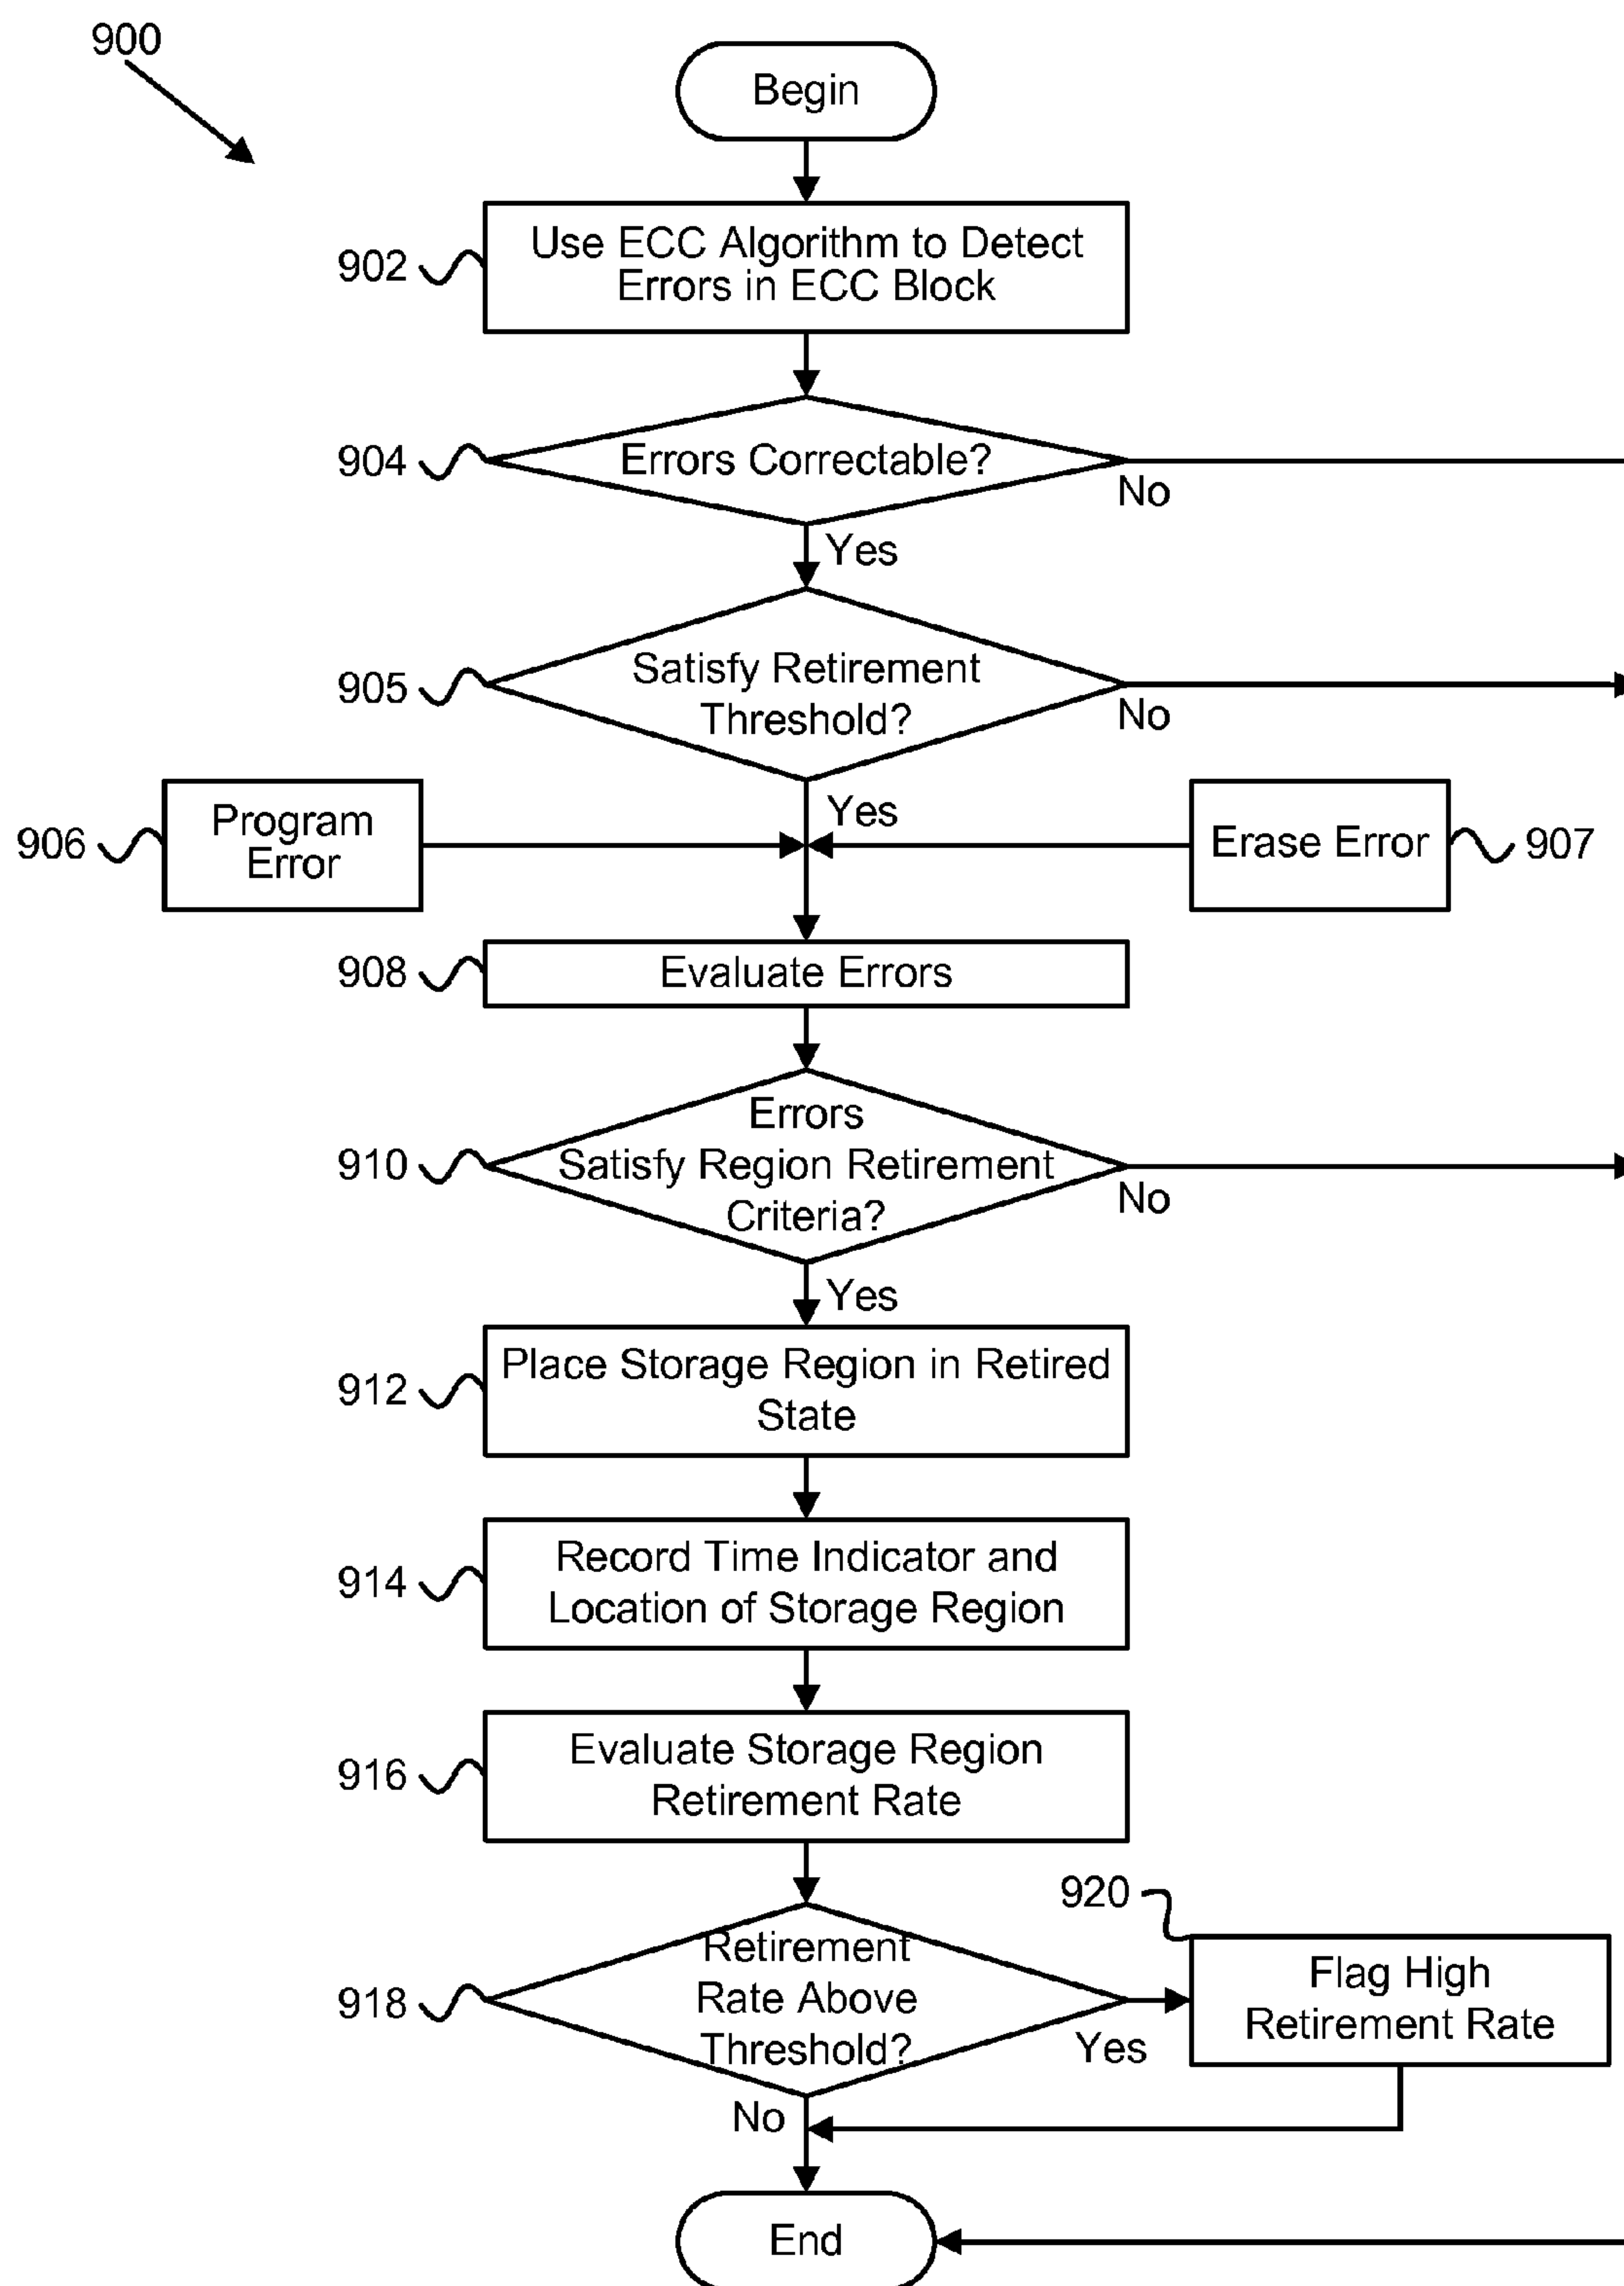 900
Begin
902
Use ECC Algorithm to Detect
Errors in ECC Block
904
Errors Correctable?
No
Yes
905
Satisfy Retirement
Threshold?
No
Yes
906
Program
Error
Erase Error
907
908
Evaluate Errors
910
Errors
Satisfy Region Retirement
Criteria?
No
Yes
912
Place Storage Region in Retired
State
914
Record Time Indicator and
Location of Storage Region
916
Evaluate Storage Region
Retirement Rate
918
Retirement
Rate Above
Threshold?
Yes
920
Flag High
Retirement Rate
No
End